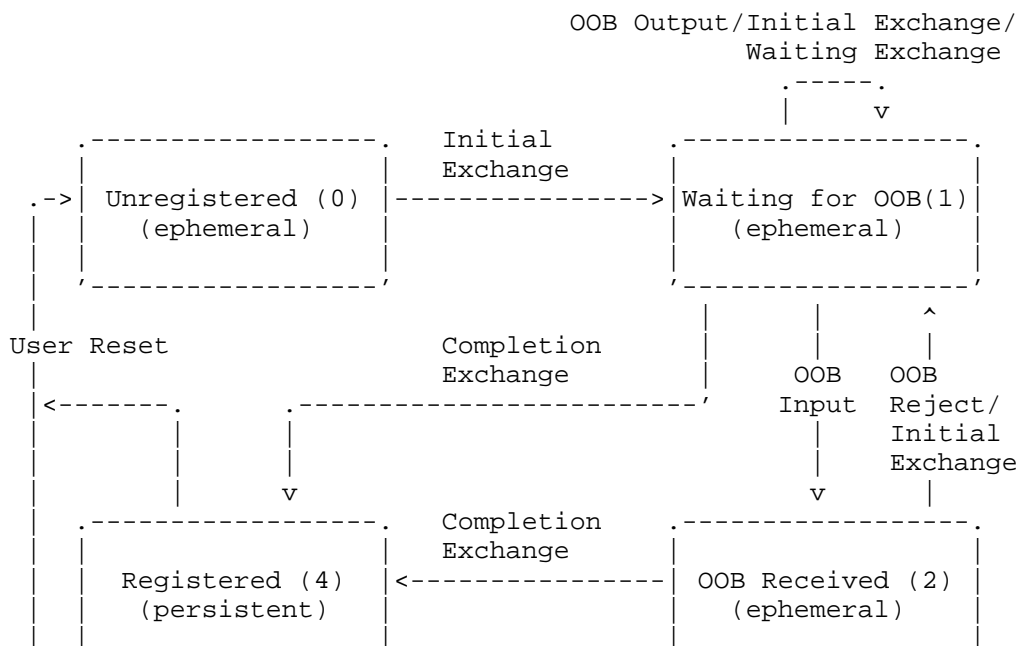 OOB Output/Initial Exchange/
Waiting Exchange
Initial
Exchange
Unregistered (0)
(ephemeral)
Waiting for OOB(1)
(ephemeral)
User Reset
Completion
Exchange
OOB
Input
OOB
Reject/
Initial
Exchange
Completion
Exchange
Registered (4)
(persistent)
OOB Received (2)
(ephemeral)